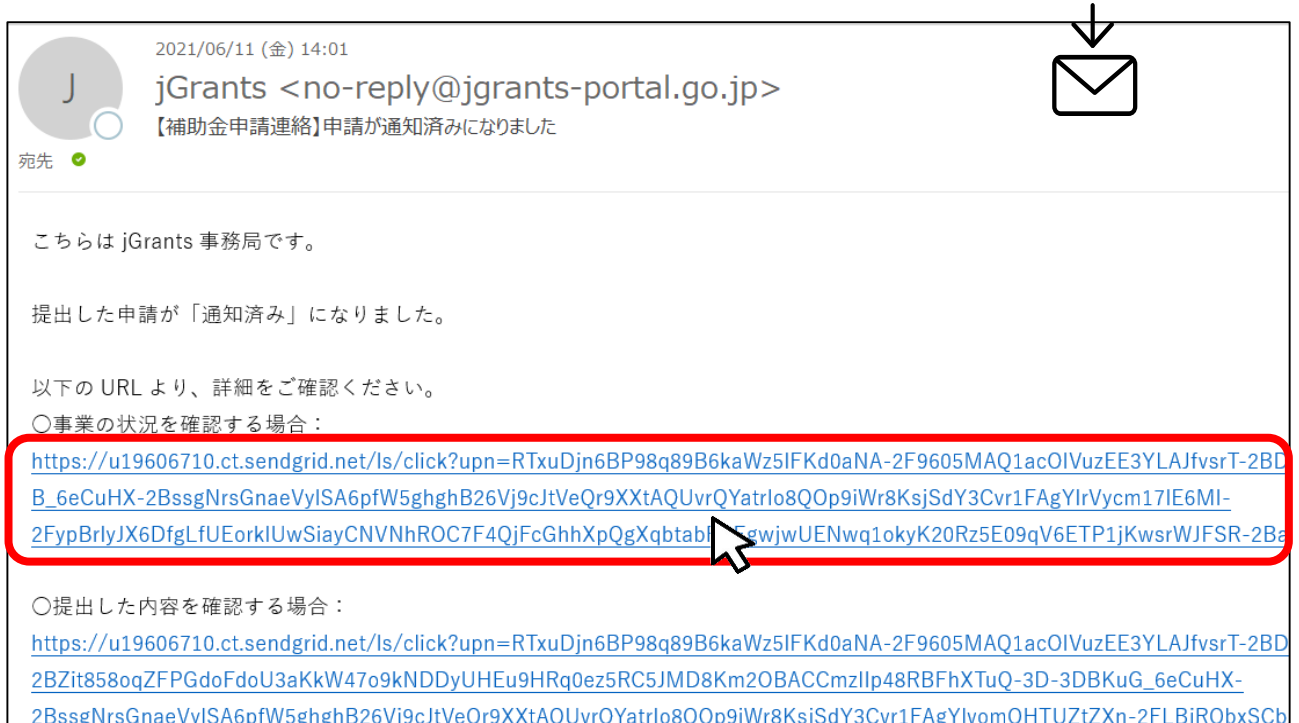 J
2021/06/11 (金) 14:01
jGrants <no-reply@jgrants-portal.go.jp>
【補助金申請連絡】申請が通知済みになりました
宛先
こちらは jGrants 事務局です。
提出した申請が「通知済み」になりました。
以下の URL より、詳細をご確認ください。
○事業の状況を確認する場合：
https://u19606710.ct.sendgrid.net/ls/click?upn=RTxuDjn6BP98q89B6kaWz5IFKd0aNA-2F9605MAQ1acOIVuzEE3YLAJfvsrT-2BD
B_6eCuHX-2BssgNrsGnaeVylSA6pfW5ghghB26Vj9cJtVeQr9XXtAQUvrQYatrIo8QOp9iWr8KsjSdY3Cvr1FAgYIrVycm17IE6MI-
2FypBrlyJX6DfgLfUEorkIUwSiayCNVNhROC7F4QjFcGhhXpQgXqbtab
gwjwUENwq1okyK20Rz5E09qV6ETP1jKwsrWJFSR-2Ba
○提出した内容を確認する場合：
https://u19606710.ct.sendgrid.net/ls/click?upn=RTxuDjn6BP98q89B6kaWz5IFKd0aNA-2F9605MAQ1acOIVuzEE3YLAJfvsrT-2BD
2BZit858oqZFPGdoFdoU3aKkW47o9kNDDyUHEu9HRq0ez5RC5JMD8Km2OBACCmzIIp48RBFhXTuQ-3D-3DBKuG_6eCuHX-
2BssgNrsGnaeVylSA6pfW5ghghB26Vj9cJtVeQr9XXtAQUvrQYatrIo8QOp9iWr8KsjSdY3Cvr1FAgYIvomOHTUZtZXn-2FLBjRObxSCb